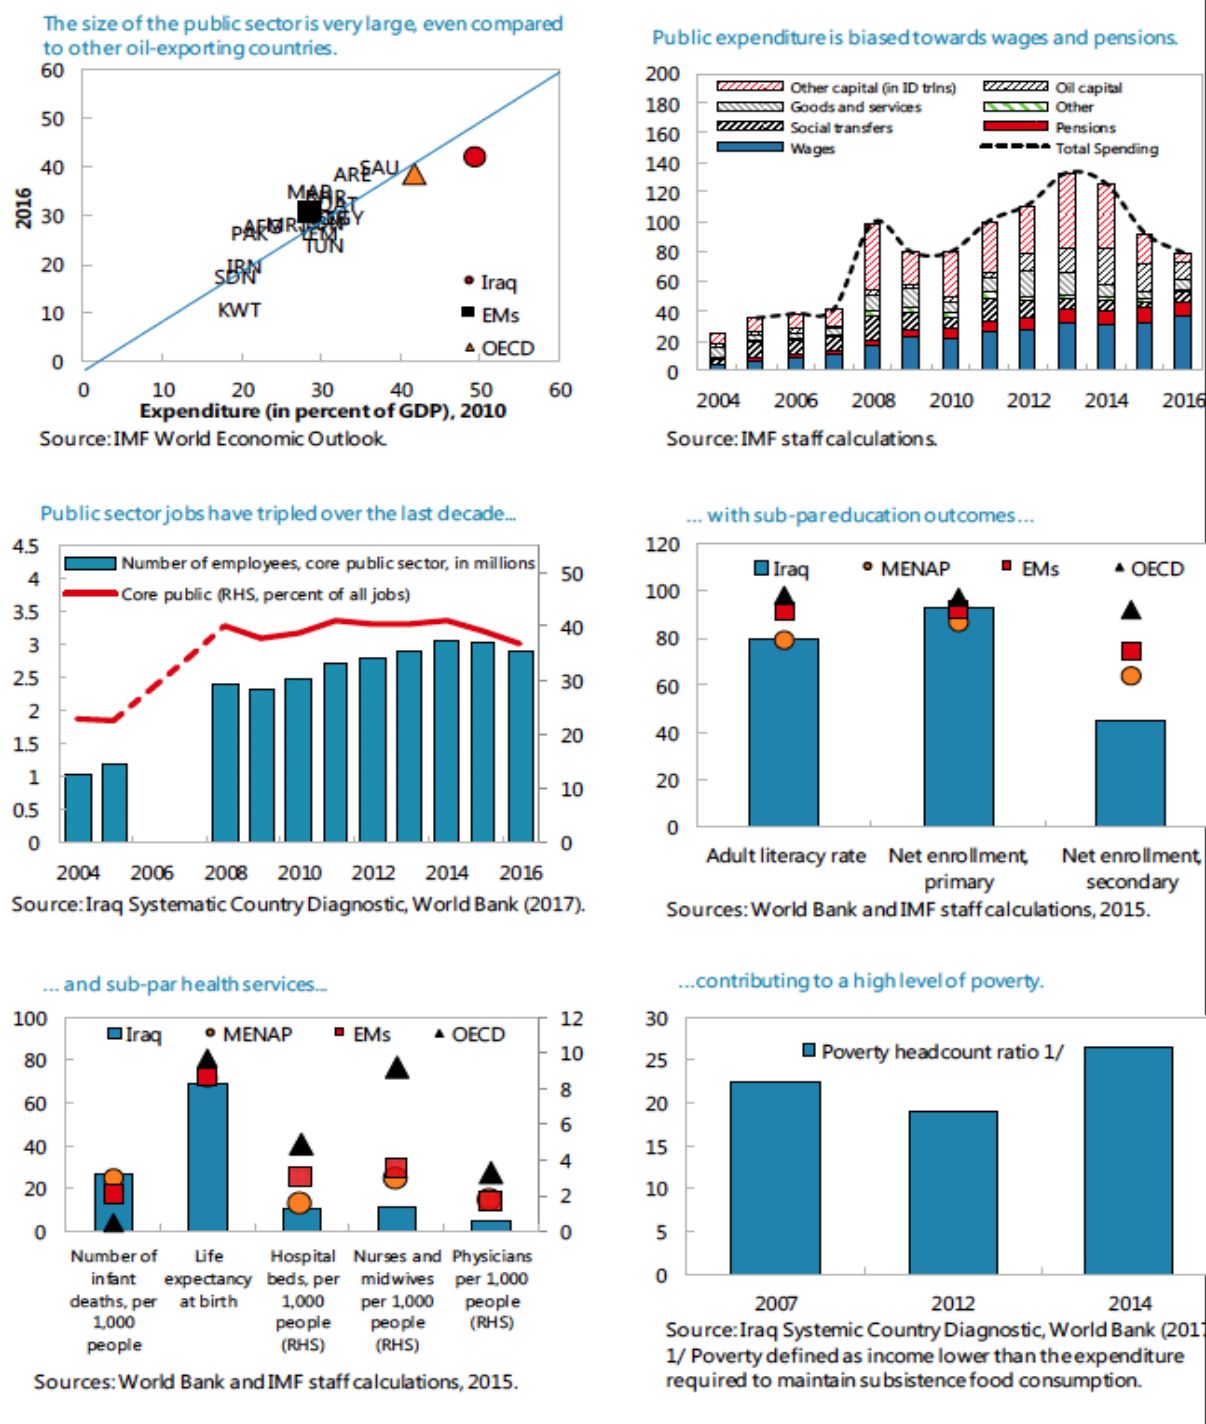 The size of the public sector is very large, even compared
to other oil-exporting countries.
60
50
40
30
20
10
0
2016
SAU
ARE
MAR
PAK
TUN
IRN
SDN
KWT
Iraq
EMs
OECD
0 10 20 30 40 50 60
Expenditure (in percent of GDP), 2010
Source: IMF World Economic Outlook.
Public expenditure is biased towards wages and pensions.
200
180
160
140
120
100
80
60
40
20
0
Other capital (in ID trlns)
Oil capital
Goods and services
Other
Social transfers
Pensions
Wages
Total Spending
2004 2006 2008 2010 2012 2014 2016
Source: IMF staff calculations.
Public sector jobs have tripled over the last decade...
4.5
4
3.5
3
2.5
2
1.5
1
0.5
0
Number of employees, core public sector, in millions
Core public (RHS, percent of all jobs)
50
40
30
20
10
0
2004 2006 2008 2010 2012 2014 2016
Source: Iraq Systematic Country Diagnostic, World Bank (2017).
... with sub-par education outcomes...
120
100
80
60
40
20
0
Iraq MENAP EMs OECD
Adult literacy rate
Net enrollment,
primary
Net enrollment,
secondary
Sources: World Bank and IMF staff calculations, 2015.
... and sub-par health services...
100
80
60
40
20
0
Iraq MENAP EMs OECD
12
10
8
6
4
2
0
Number of
infant
deaths, per
1,000
people
Life
expectancy
at birth
Hospital
beds, per
1,000
people
(RHS)
Nurses and
midwives
per 1,000
people
(RHS)
Physicians
per 1,000
people
(RHS)
Sources: World Bank and IMF staff calculations, 2015.
...contributing to a high level of poverty.
30
25
20
15
10
5
0
Poverty headcount ratio 1/
2007 2012 2014
Source: Iraq Systemic Country Diagnostic, World Bank (2017
1/ Poverty defined as income lower than the expenditure
required to maintain subsistence food consumption.